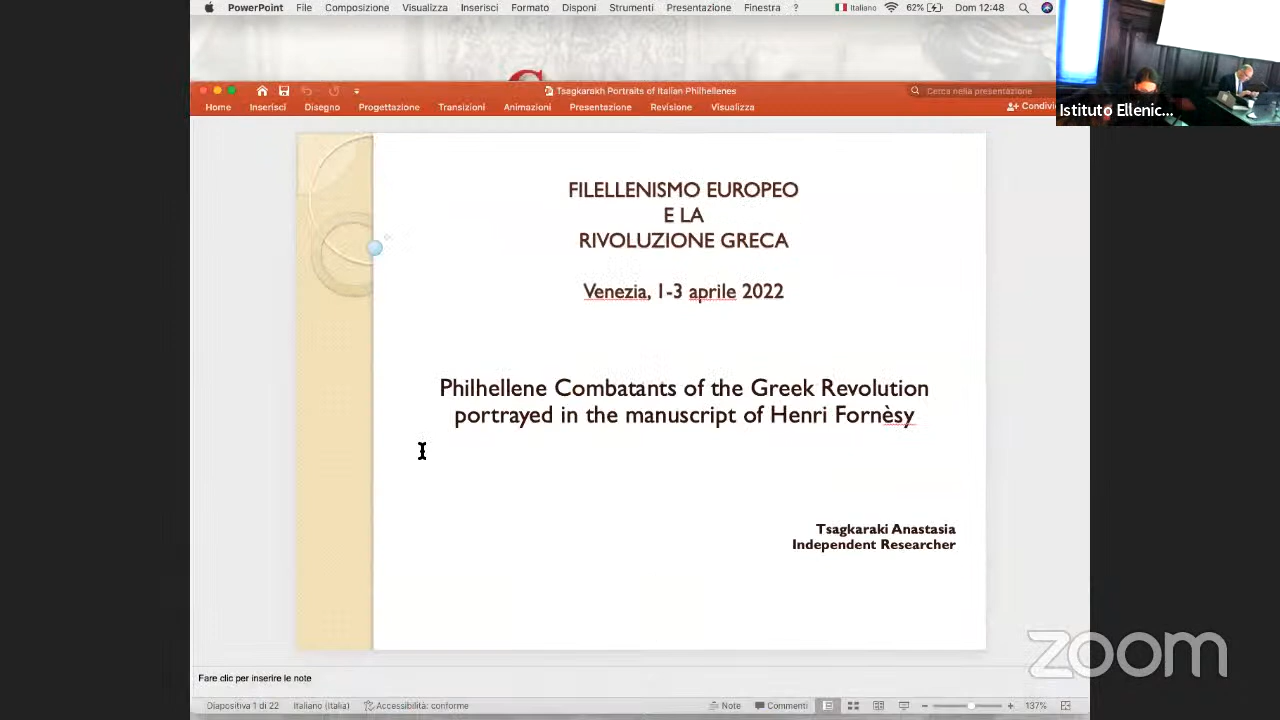 PowerPoint File Composizione Visualizza Inserisci Formato Disponi Strumenti Presentazione Finestra ? Italiano 62% Dom 12:48
Tsagkarakh Portraits of Italian Philhellenes
Cerca nella presentazione
Home Inserisci Disegno Progettazione Transizioni Animazioni Presentazione Revisione Visualizza
Istituto Ellenic...
FILELLENISMO EUROPEO
E LA
RIVOLUZIONE GRECA
Venezia, 1-3 aprile 2022
Philhellene Combatants of the Greek Revolution
portrayed in the manuscript of Henri Fornèsy
Tsagkaraki Anastasia
Independent Researcher
zoom
Fare clic per inserire le note
Diapositiva 1 di 22 Italiano (Italia) Accessibilità: conforme Note Commenti 137%